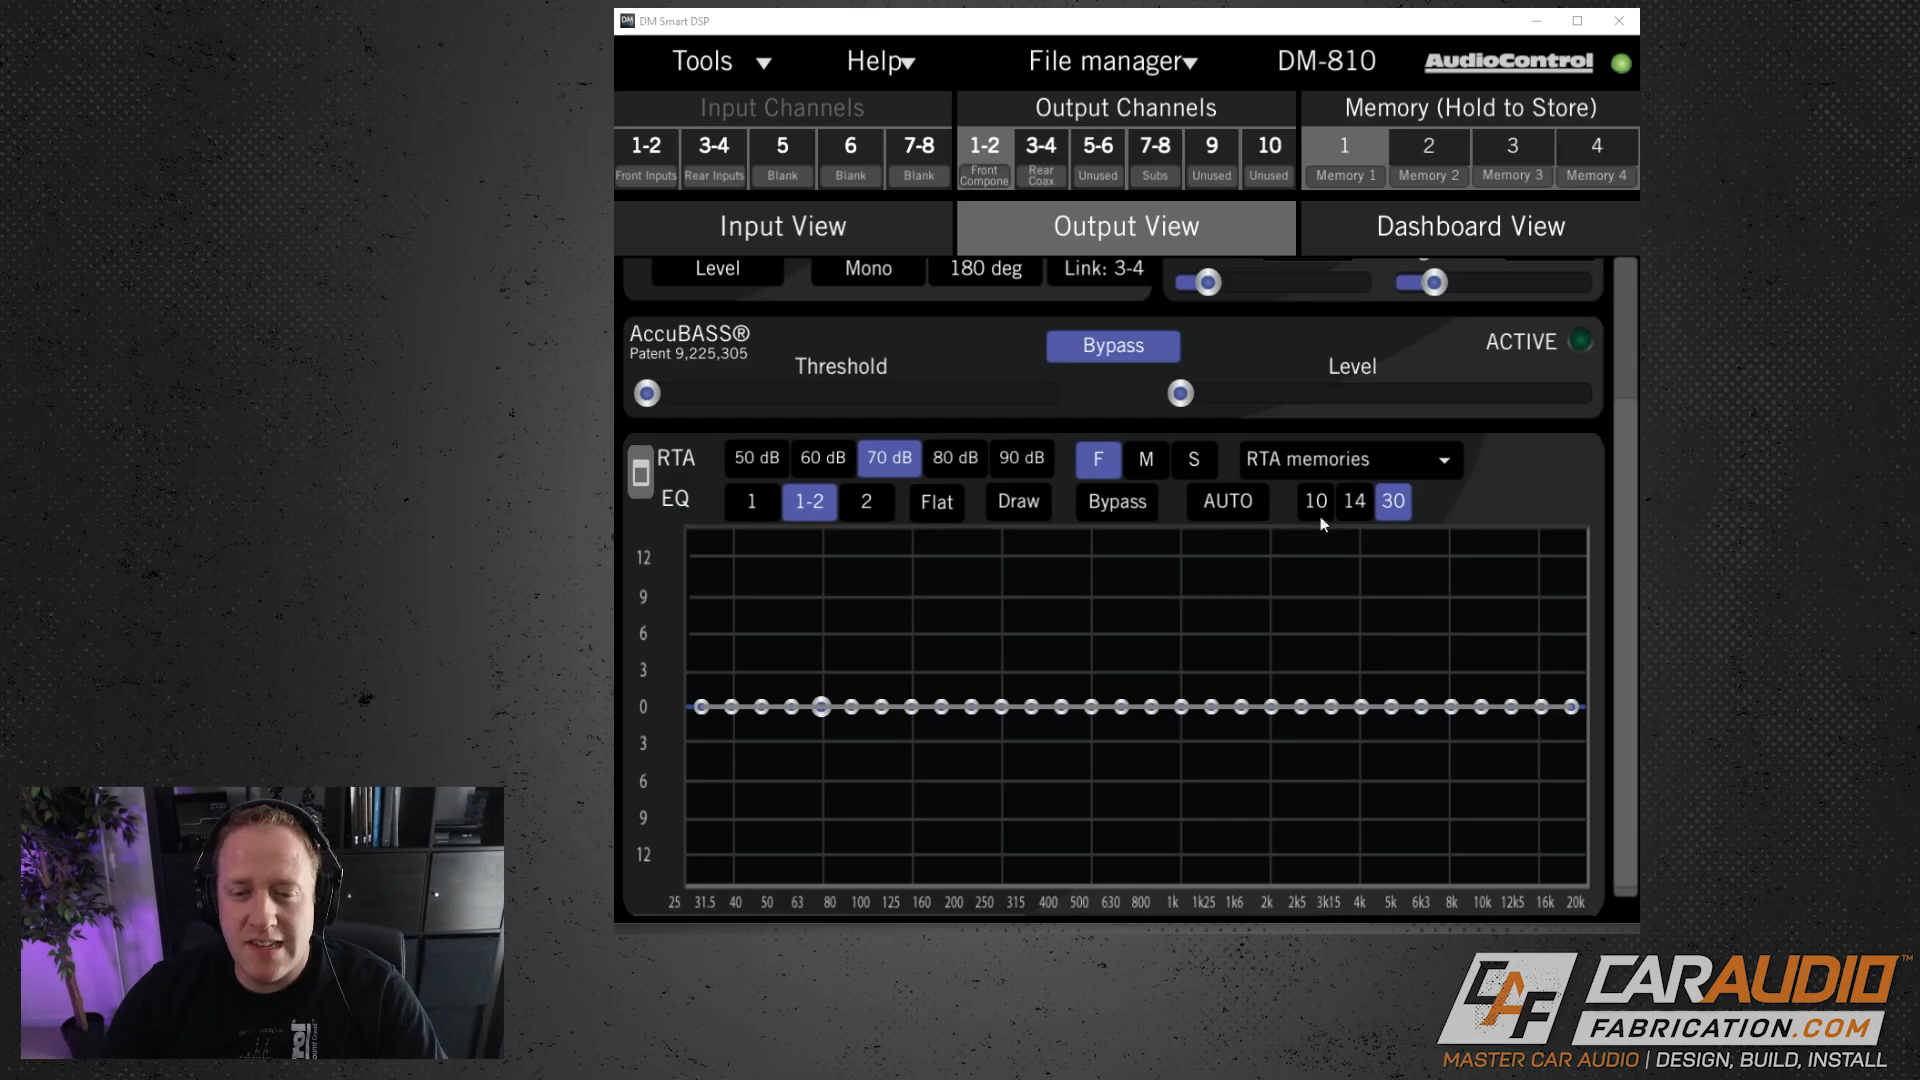 DM Smart DSP
Tools Help File manager DM-810 AudioControl
Input Channels Output Channels Memory (Hold to Store)
1-2 3-4 5 6 7-8 1-2 3-4 5-6 7-8 9 10 1 2 3 4
Front Inputs Rear Inputs Blank Blank Blank Front Compone Rear Coax Unused Subs Unused Unused Memory 1 Memory 2 Memory 3 Memory 4
Input View Output View Dashboard View
Level Mono 180 deg Link: 3-4
AccuBASS®
Patent 9,225,305
Bypass
ACTIVE
Threshold Level
RTA 50 dB 60 dB 70 dB 80 dB 90 dB F M S RTA memories
EQ 1 1-2 2 Flat Draw Bypass AUTO 10 14 30
12
9
6
3
0
3
6
9
12
25 31.5 40 50 63 80 100 125 160 200 250 315 400 500 630 800 1k 1k25 1k6 2k 2k5 3k15 4k 5k 6k3 8k 10k 12k5 16k 20k
CAF CARAUDIO™
FABRICATION.COM
MASTER CAR AUDIO | DESIGN, BUILD, INSTALL